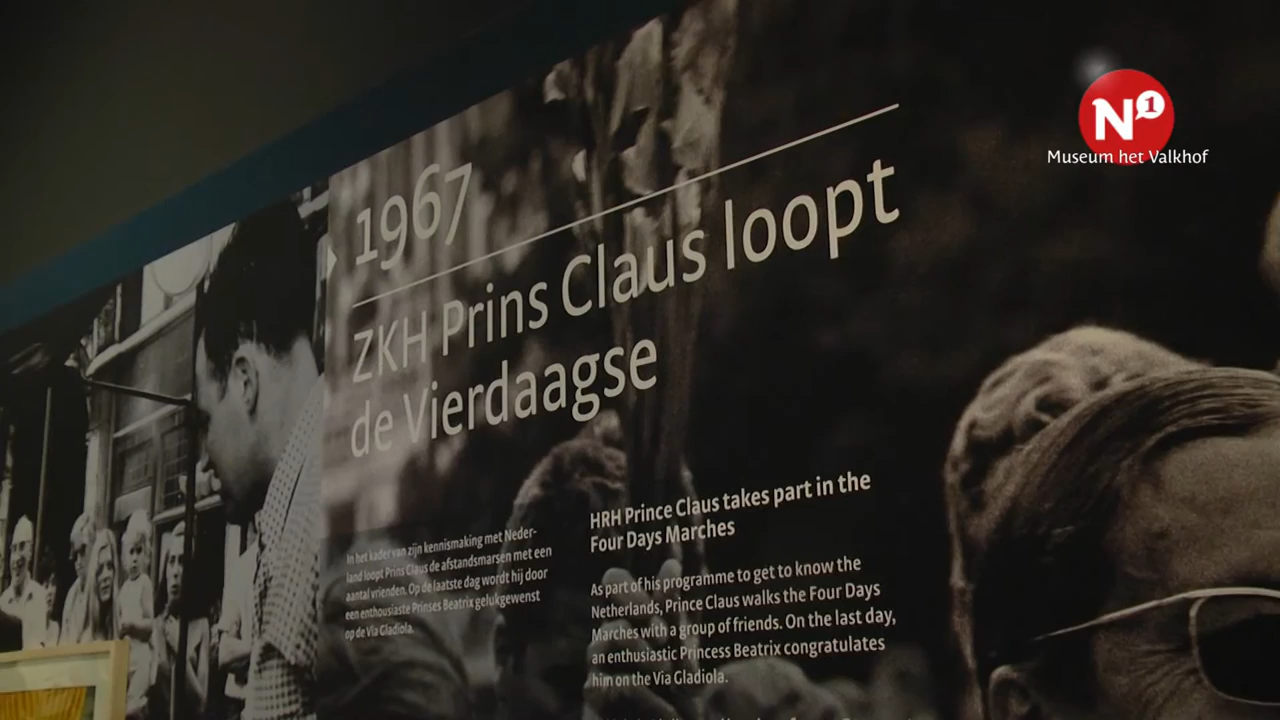 N1
Museum het Valkhof
1967
ZKH Prins Claus loopt
de Vierdaagse
In het kader van zijn kennismaking met Neder-
land loopt Prins Claus de afstandsmarsen met een
aantal vrienden. Op de laatste dag wordt hij door
een enthousiaste Prinses Beatrix gelukgewenst
op de Via Gladiola.
HRH Prince Claus takes part in the
Four Days Marches
As part of his programme to get to know the
Netherlands, Prince Claus walks the Four Days
Marches with a group of friends. On the last day,
an enthusiastic Princess Beatrix congratulates
him on the Via Gladiola.